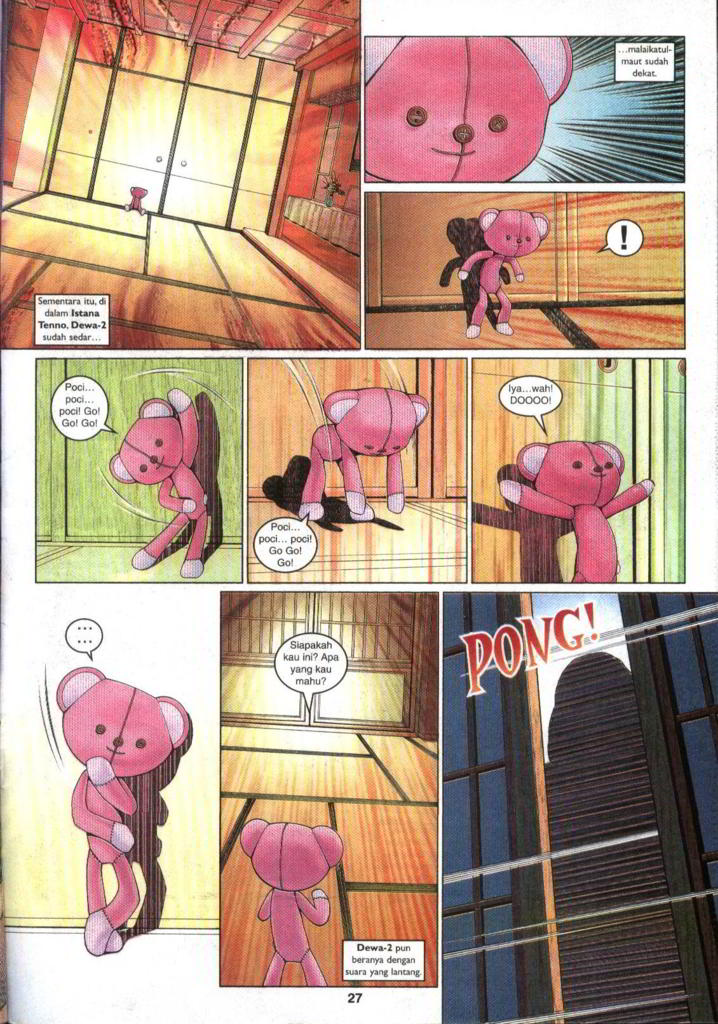 Sementara itu, di
dalam Istana
Tenno, Dewa-2
sudah sedar...
...malaikatul-
maut sudah
dekat.
!
Poci...
poci...
poci! Go!
Go! Go!
Poci...
poci... poci!
Go Go!
Go!
Iya...wah!
DOOOO!
...
...
Siapakah
kau ini? Apa
yang kau
mahu?
Dewa-2 pun
beranya dengan
suara yang lantang.
PONG!
27